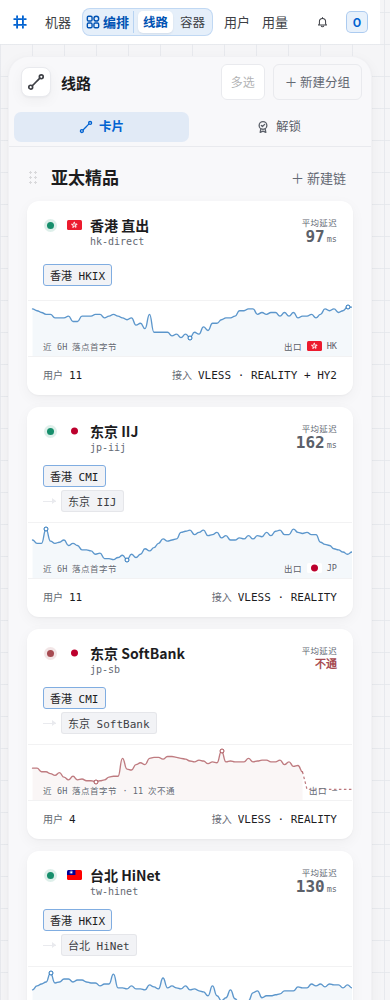 机器 编排 线路 容器 用户 用量 O
线路 多选 ＋ 新建分组
卡片 解锁
亚太精品 ＋ 新建链
香港 直出 平均延迟
hk-direct 97 ms
香港 HKIX
近 6H 落点首字节 出口 HK
用户 11 接入 VLESS · REALITY + HY2
东京 IIJ 平均延迟
jp-iij 162 ms
香港 CMI
东京 IIJ
近 6H 落点首字节 出口 JP
用户 11 接入 VLESS · REALITY
东京 SoftBank 平均延迟
jp-sb 不通
香港 CMI
东京 SoftBank
近 6H 落点首字节 · 11 次不通 出口 —
用户 4 接入 VLESS · REALITY
台北 HiNet 平均延迟
tw-hinet 130 ms
香港 HKIX
台北 HiNet